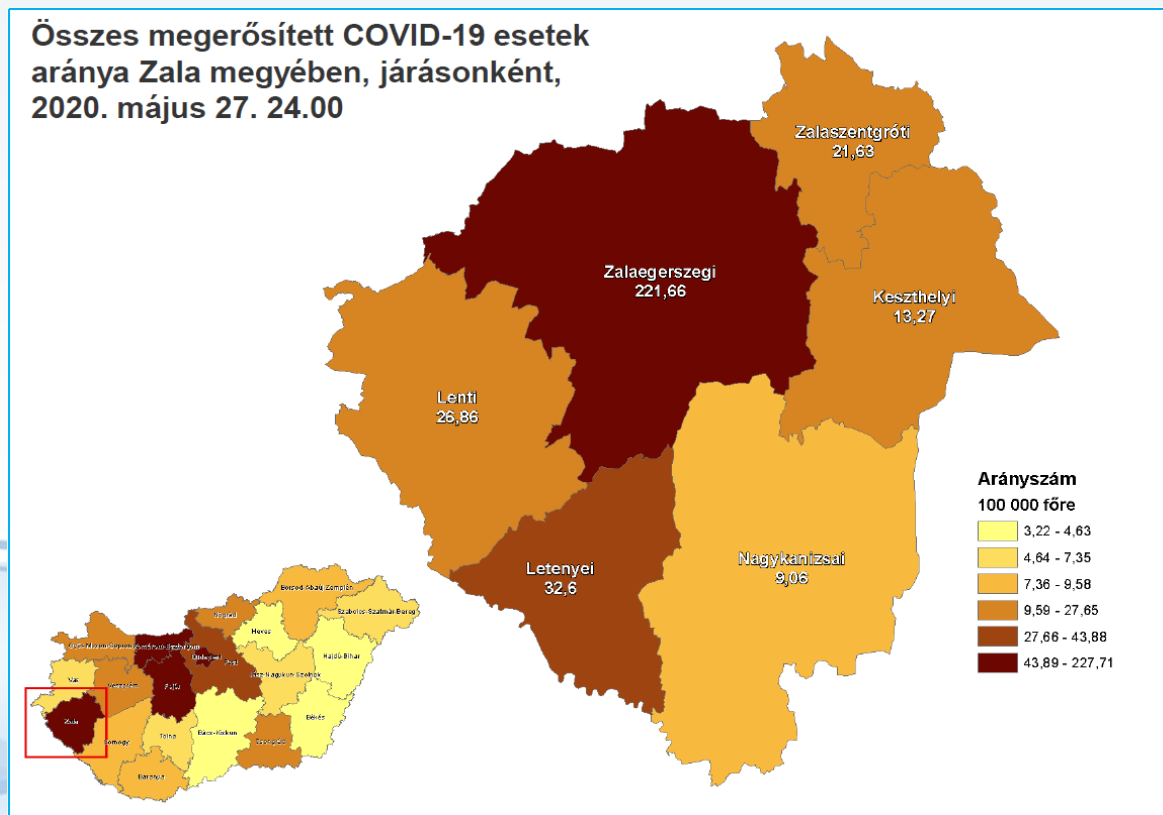 Összes megerősített COVID-19 esetek
aránya Zala megyében, járásonként,
2020. május 27. 24.00
Zalaszentgróti
21,63
Zalaegerszegi
221,66
Keszthelyi
13,27
Lenti
26,86
Letenyei
32,6
Nagykanizsai
9,06
Arányszám
100 000 főre
3,22 - 4,63
4,64 - 7,35
7,36 - 9,58
9,59 - 27,65
27,66 - 43,88
43,89 - 227,71
Borsod-Abaúj-Zemplén
Szabolcs-Szatmár-Bereg
Heves
Hajdú-Bihar
Pest
Jász-Nagykun-Szolnok
Vas
Fejér
Békés
Zala
Somogy
Tolna
Bács-Kiskun
Baranya